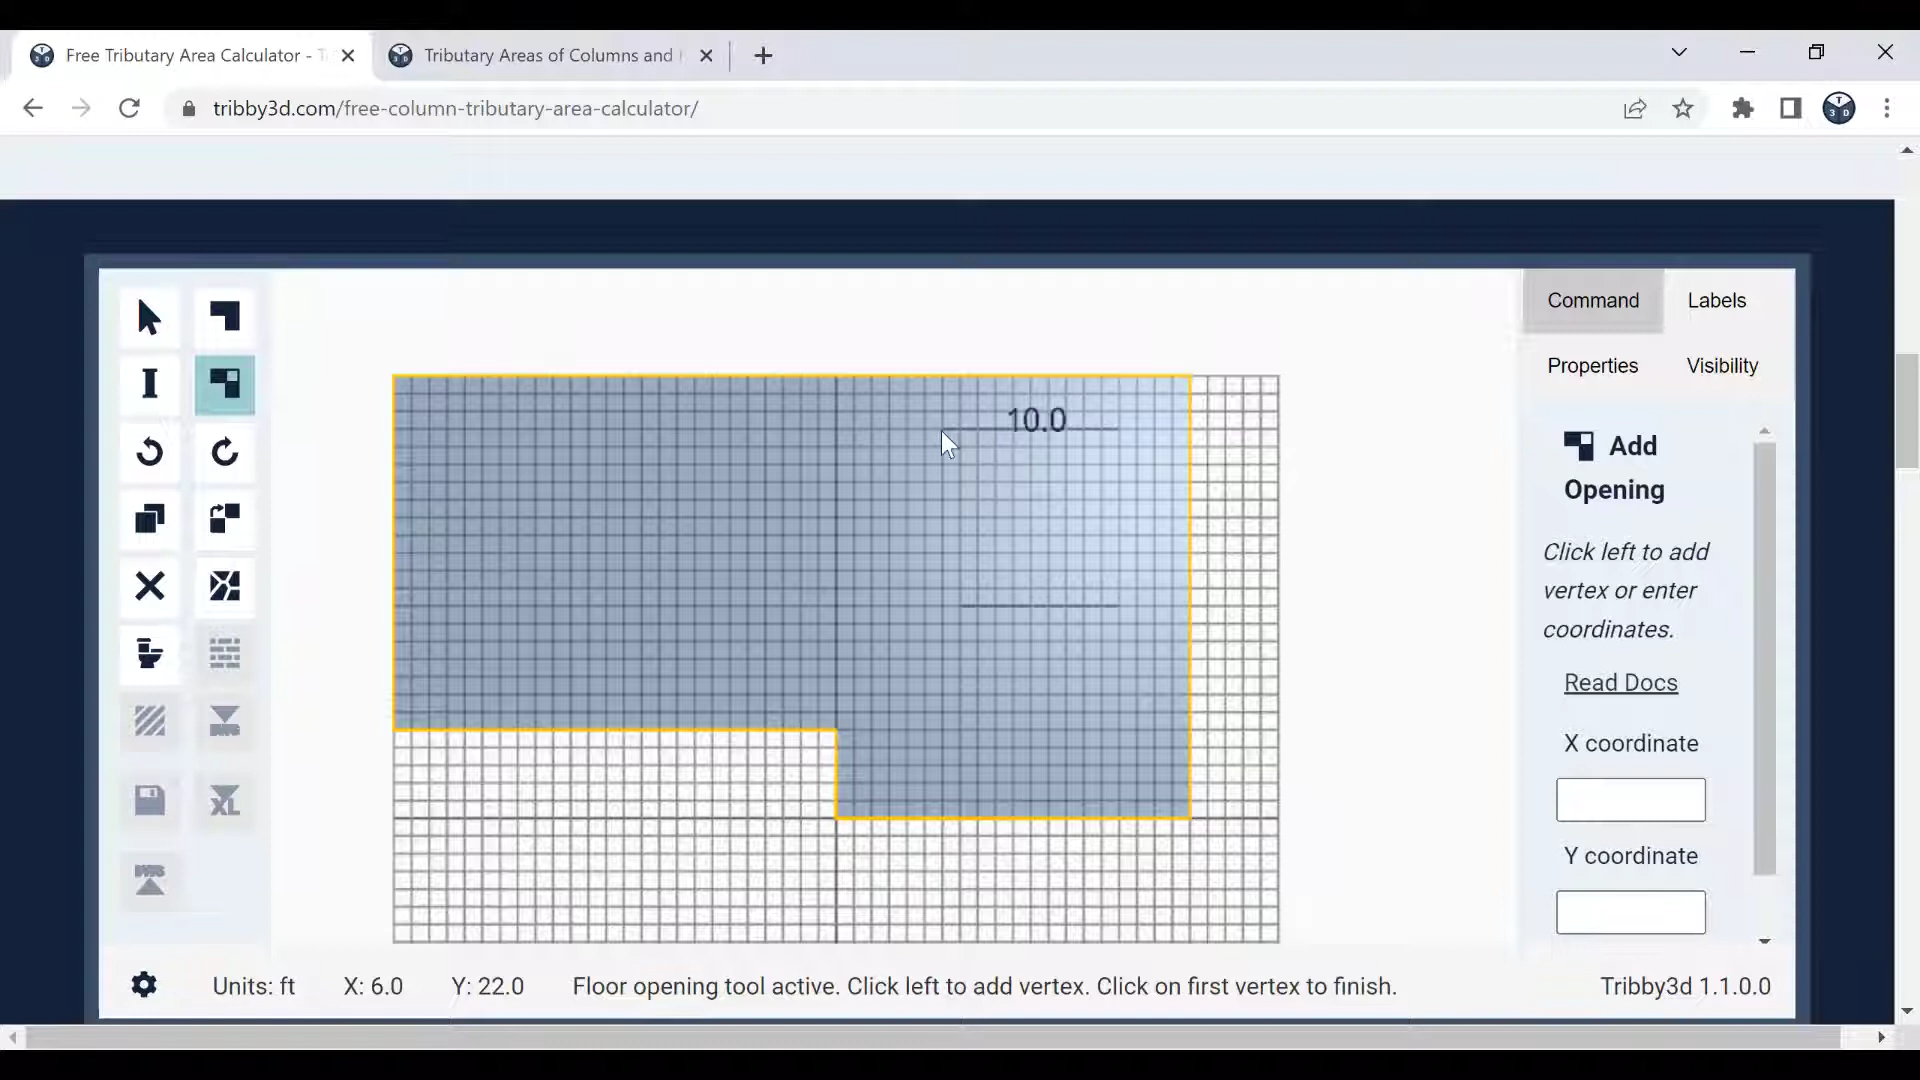 Free Tributary Area Calculator - T
Tributary Areas of Columns and
tribby3d.com/free-column-tributary-area-calculator/
Command
Labels
Properties
Visibility
10.0
Add
Opening
Click left to add
vertex or enter
coordinates.
Read Docs
X coordinate
Y coordinate
XL
Units: ft
X: 6.0
Y: 22.0
Floor opening tool active. Click left to add vertex. Click on first vertex to finish.
Tribby3d 1.1.0.0